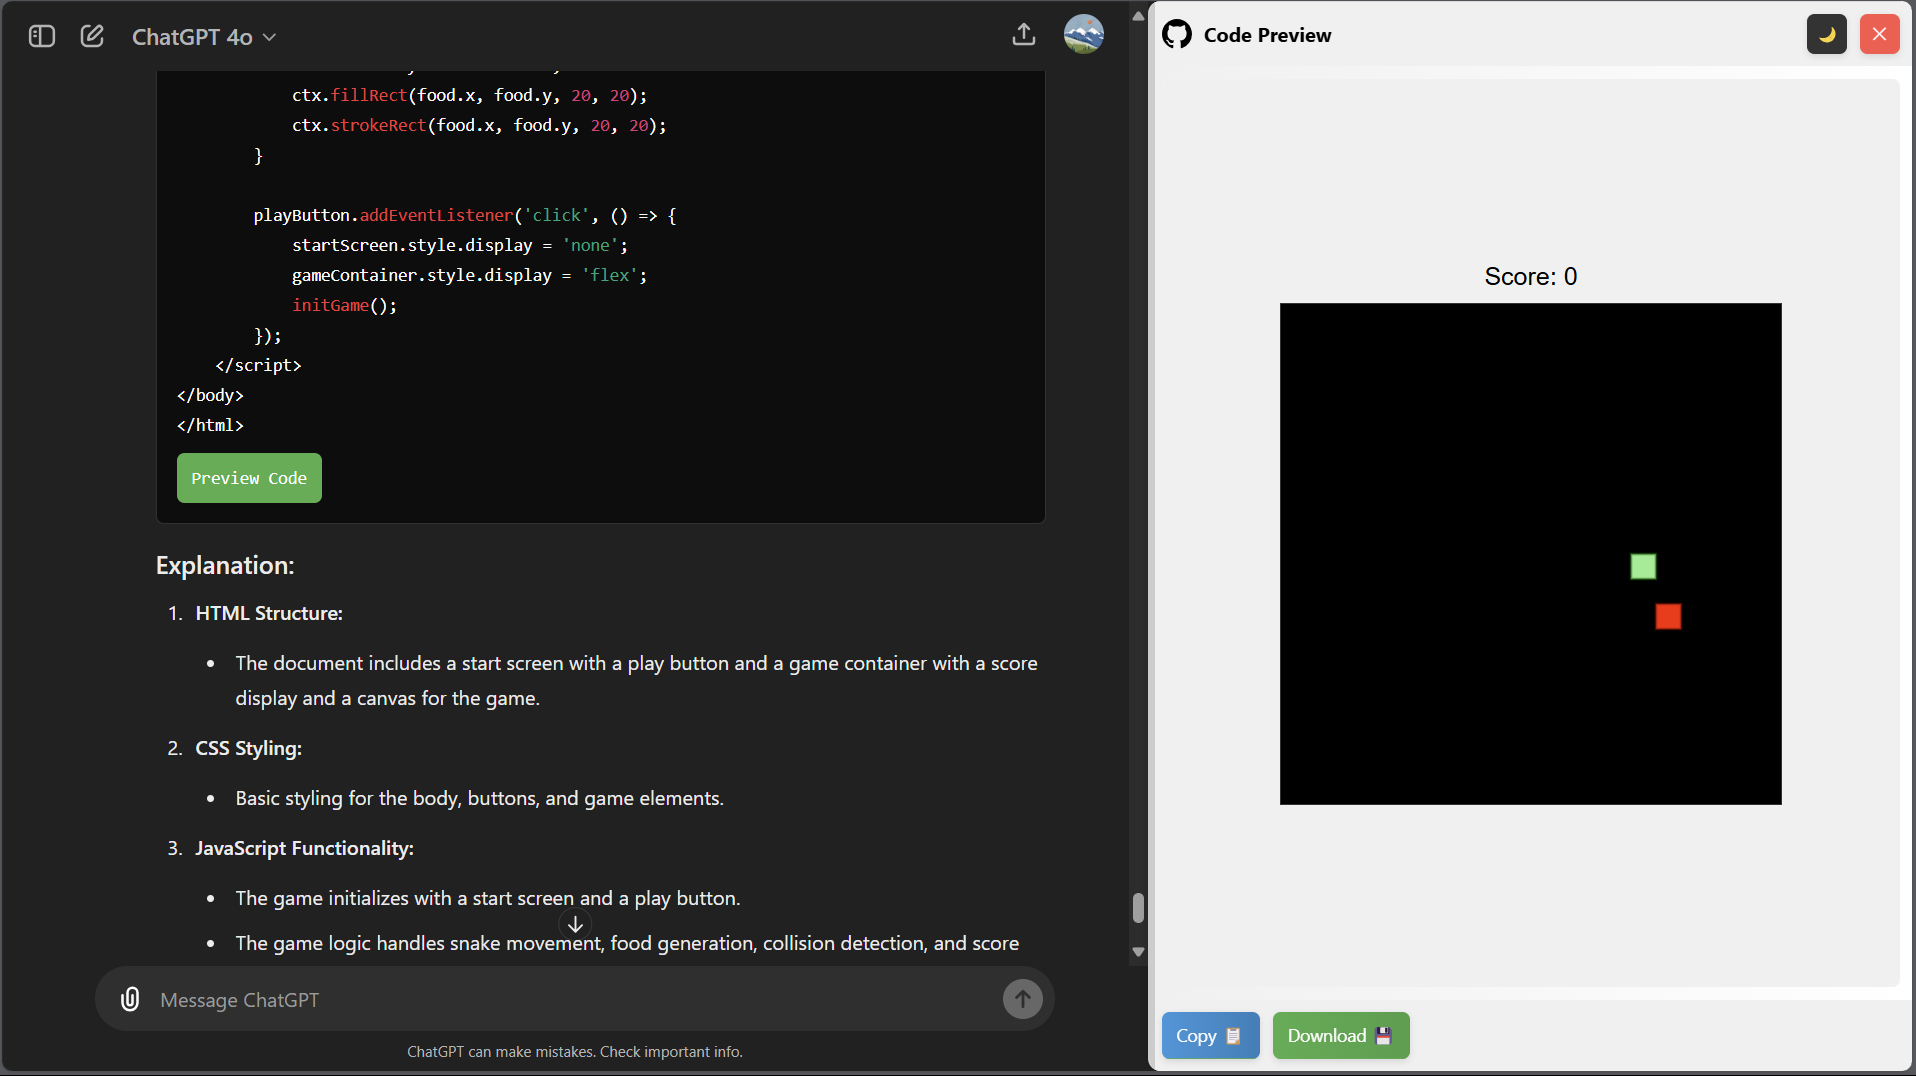 ChatGPT 4o
ctx.fillRect(food.x, food.y, 20, 20);
ctx.strokeRect(food.x, food.y, 20, 20);
}
playButton.addEventListener('click', () => {
startScreen.style.display = 'none';
gameContainer.style.display = 'flex';
initGame();
});
</script>
</body>
</html>
Preview Code
Explanation:
1. HTML Structure:
• The document includes a start screen with a play button and a game container with a score
display and a canvas for the game.
2. CSS Styling:
• Basic styling for the body, buttons, and game elements.
3. JavaScript Functionality:
• The game initializes with a start screen and a play button.
• The game logic handles snake movement, food generation, collision detection, and score
Message ChatGPT
ChatGPT can make mistakes. Check important info.
Code Preview
Score: 0
Copy
Download